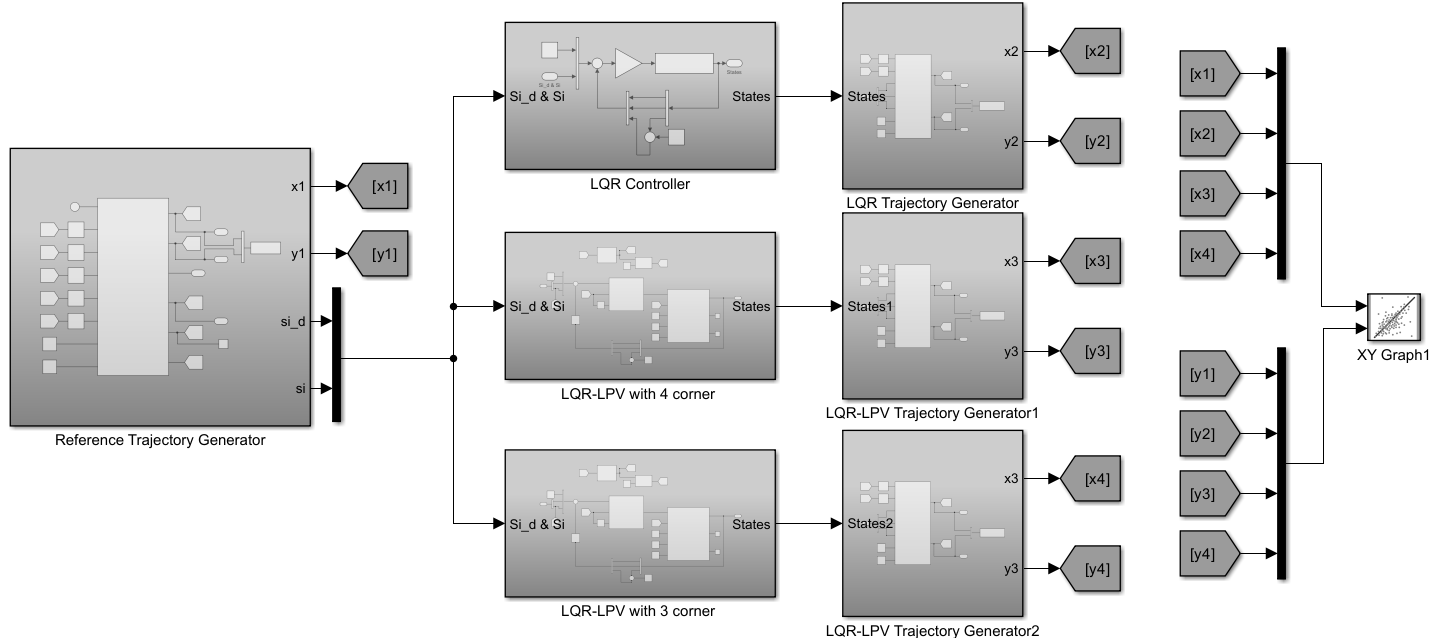 x1
[x1]
y1
[y1]
si_d
si
Reference Trajectory Generator
Si_d & Si
Si_d & Si
States
States
LQR Controller
States
x2
[x2]
y2
[y2]
LQR Trajectory Generator
Si_d & Si
States
LQR-LPV with 4 corner
States1
x3
[x3]
y3
[y3]
LQR-LPV Trajectory Generator1
Si_d & Si
States
LQR-LPV with 3 corner
States2
x3
[x4]
y3
[y4]
LQR-LPV Trajectory Generator2
[x1]
[x2]
[x3]
[x4]
[y1]
[y2]
[y3]
[y4]
XY Graph1